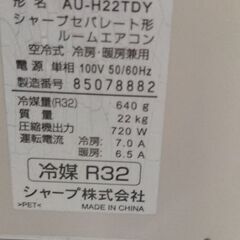 形 名 AU-H22TDY
シャープセパレート形
ルームエアコン
空冷式 冷房・暖房兼用
電 源 単相 100V 50/60Hz
製造番号 85078882
冷媒量(R32) 640 g
質 量 22 kg
圧縮機出力 720 W
運転電流 冷房: 7.0 A
暖房: 6.5 A
冷媒 R32
シャープ株式会社
>PET< MADE IN CHINA